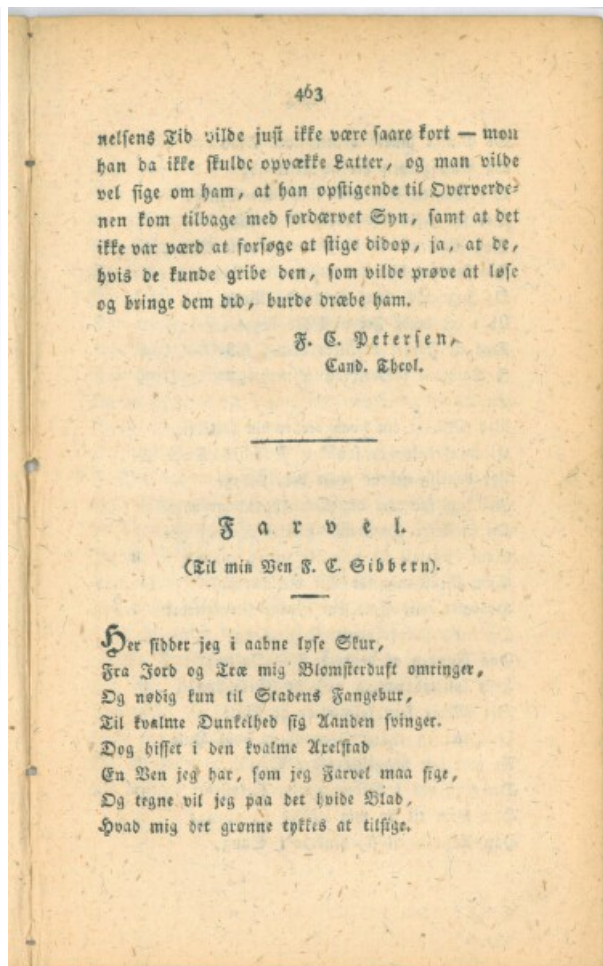 463
nelsens Tid vilde just ikke være saare kort — mon
han da ikke skulde opvække Latter, og man vilde
vel sige om ham, at han opstigende til Oververde-
nen kom tilbage med fordærvet Syn, samt at det
ikke var værd at forsøge at stige didop, ja, at de,
hvis de kunde gribe den, som vilde prøve at løse
og bringe dem did, burde dræbe ham.
F. C. Petersen,
Cand. Theol.
Farvel.
(Til min Ven F. C. Sibbern).
Her sidder jeg i aabne lyse Skur,
Fra Jord og Træ mig Blomsterduft omringer,
Og nødig kun til Stadens Fangebur,
Til kvalme Dunkelhed sig Aanden svinger.
Dog hisset i den kvalme Axelstad
En Ven jeg har, som jeg Farvel maa sige,
Og tegne vil jeg paa det hvide Blad,
Hvad mig det grønne tykkes at tilsige.